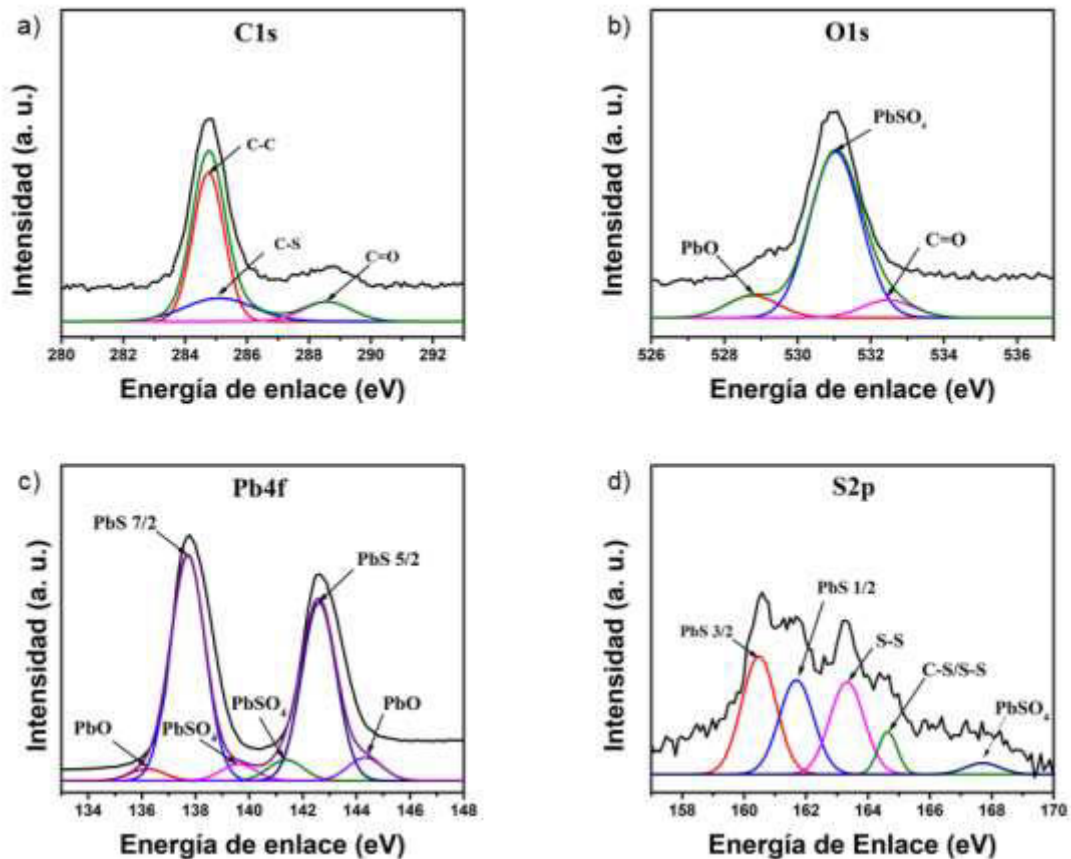 a)
C1s
Intensidad (a. u.)
C-C
C-S
C=O
280 282 284 286 288 290 292
Energía de enlace (eV)
b)
O1s
Intensidad (a. u.)
PbSO₄
PbO
C=O
526 528 530 532 534 536
Energía de enlace (eV)
c)
Pb4f
Intensidad (a. u.)
PbS 7/2
PbS 5/2
PbO
PbSO₄
PbSO₄
PbO
134 136 138 140 142 144 146 148
Energía de enlace (eV)
d)
S2p
Intensidad (a. u.)
PbS 3/2
PbS 1/2
S-S
C-S/S-S
PbSO₄
158 160 162 164 166 168 170
Energía de Enlace (eV)